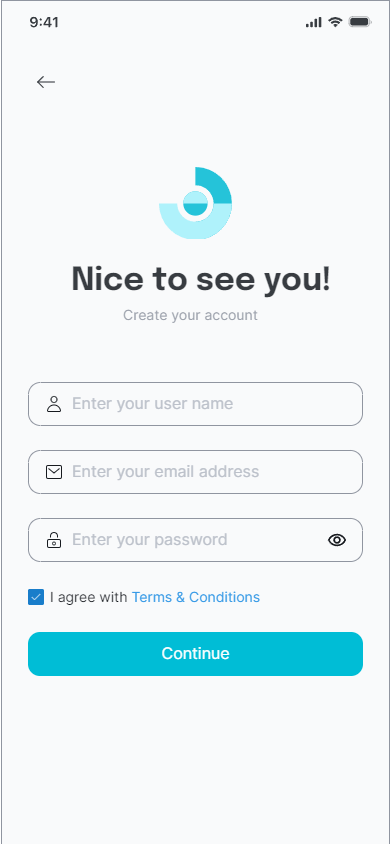 9:41
Nice to see you!
Create your account
Enter your user name
Enter your email address
Enter your password
I agree with Terms & Conditions
Continue